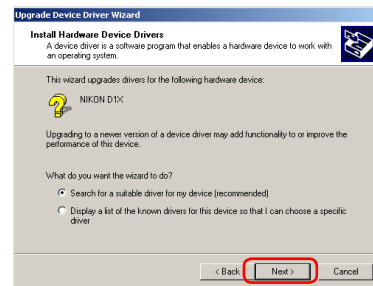 Upgrade Device Driver Wizard
Install Hardware Device Drivers
A device driver is a software program that enables a hardware device to work with
an operating system.
This wizard upgrades drivers for the following hardware device:
NIKON D1X
Upgrading to a newer version of a device driver may add functionality to or improve the
performance of this device.
What do you want the wizard to do?
Search for a suitable driver for my device (recommended)
Display a list of the known drivers for this device so that I can choose a specific
driver
< Back
Next >
Cancel